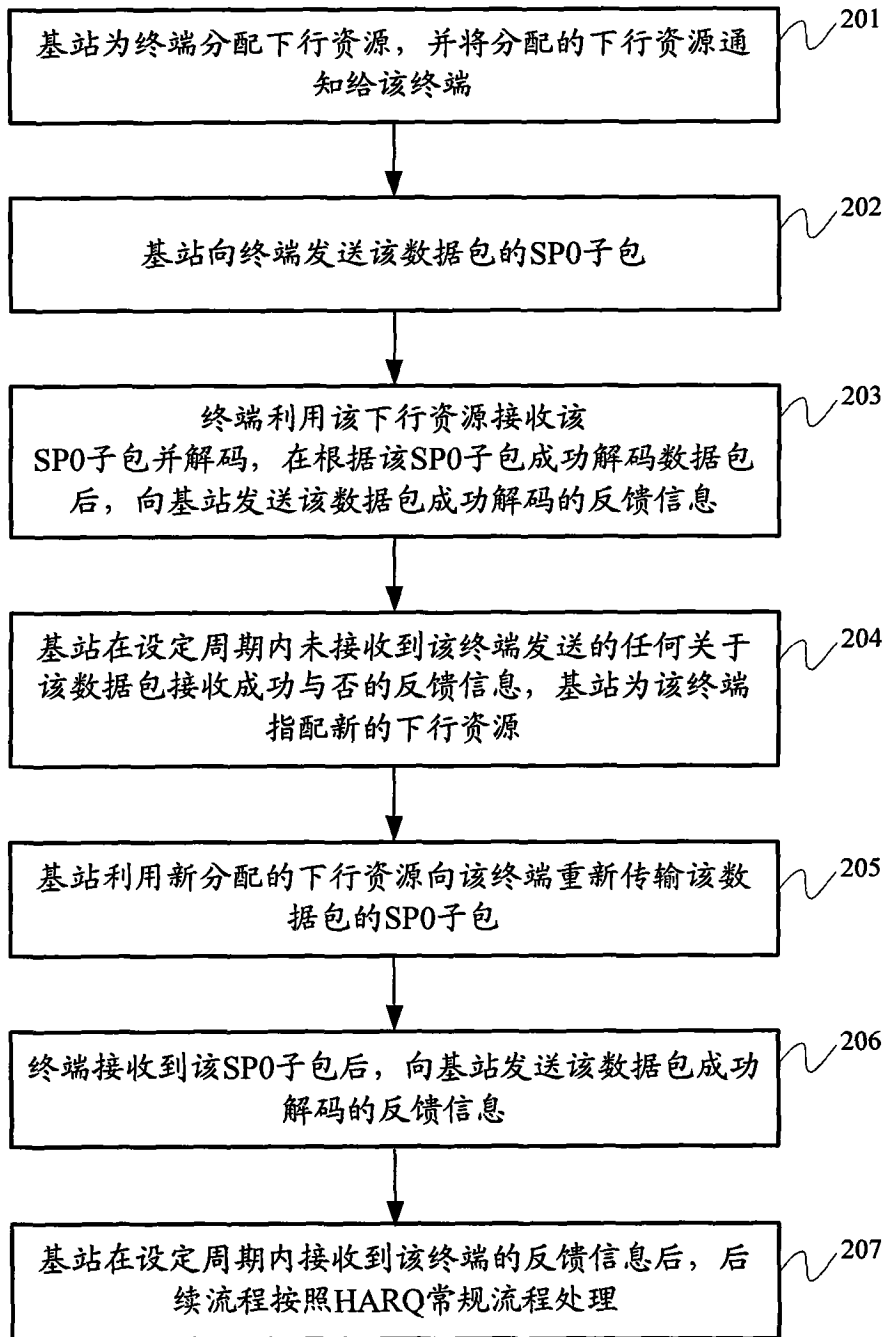 基站为终端分配下行资源，并将分配的下行资源通
知给该终端
201
基站向终端发送该数据包的SP0子包
202
终端利用该下行资源接收该
SP0子包并解码，在根据该SP0子包成功解码数据包
后，向基站发送该数据包成功解码的反馈信息
203
基站在设定周期内未接收到该终端发送的任何关于
该数据包接收成功与否的反馈信息，基站为该终端
指配新的下行资源
204
基站利用新分配的下行资源向该终端重新传输该数
据包的SP0子包
205
终端接收到该SP0子包后，向基站发送该数据包成功
解码的反馈信息
206
基站在设定周期内接收到该终端的反馈信息后，后
续流程按照HARQ常规流程处理
207